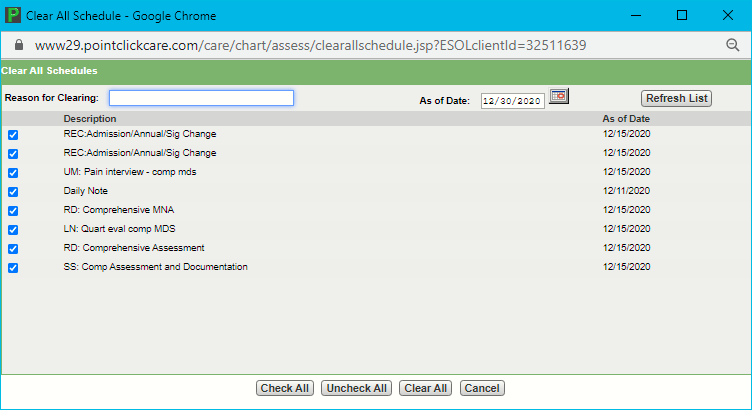 Clear All Schedule - Google Chrome
www29.pointclickcare.com/care/chart/assess/clearallschedule.jsp?ESOLclientId=32511639
Clear All Schedules
Reason for Clearing: As of Date: 12/30/2020 Refresh List
Description As of Date
REC:Admission/Annual/Sig Change 12/15/2020
REC:Admission/Annual/Sig Change 12/15/2020
UM: Pain interview - comp mds 12/15/2020
Daily Note 12/11/2020
RD: Comprehensive MNA 12/15/2020
LN: Quart eval comp MDS 12/15/2020
RD: Comprehensive Assessment 12/15/2020
SS: Comp Assessment and Documentation 12/15/2020
Check All Uncheck All Clear All Cancel